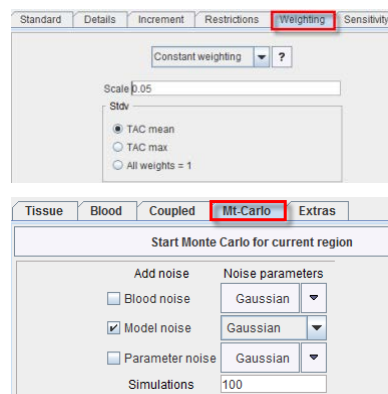 Standard Details Increment Restrictions Weighting Sensitivity
Constant weighting ?
Scale 0.05
Stdv
TAC mean
TAC max
All weights = 1
Tissue Blood Coupled Mt-Carlo Extras
Start Monte Carlo for current region
Add noise Noise parameters
Blood noise Gaussian
Model noise Gaussian
Parameter noise Gaussian
Simulations 100